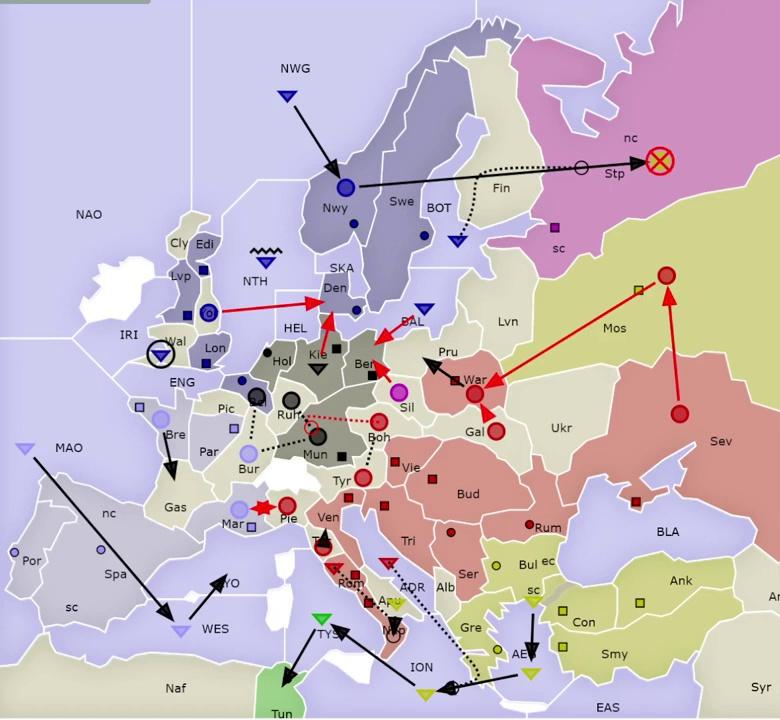 NWG
nc
Stp
Fin
Nwy
Swe
BOT
NAO
Cly
Edi
sc
SKA
NTH
Lvp
Den
Lvn
Mos
IRI
Wal
HEL
BAL
Lon
Kie
Pru
Hol
Ber
War
ENG
Bel
Pic
Ruh
Sil
Bre
Gal
Ukr
Boh
Par
MAO
Bur
Mun
Sev
Vie
Tyr
Bud
Gas
nc
Mar
Pie
Ven
Tri
Rum
BLA
Por
Spa
Ser
Bul
ec
Rom
ADR
Alb
Ank
Apu
sc
Con
sc
WES
TYS
Nap
Gre
AEG
Smy
ION
Naf
Syr
EAS
Tun